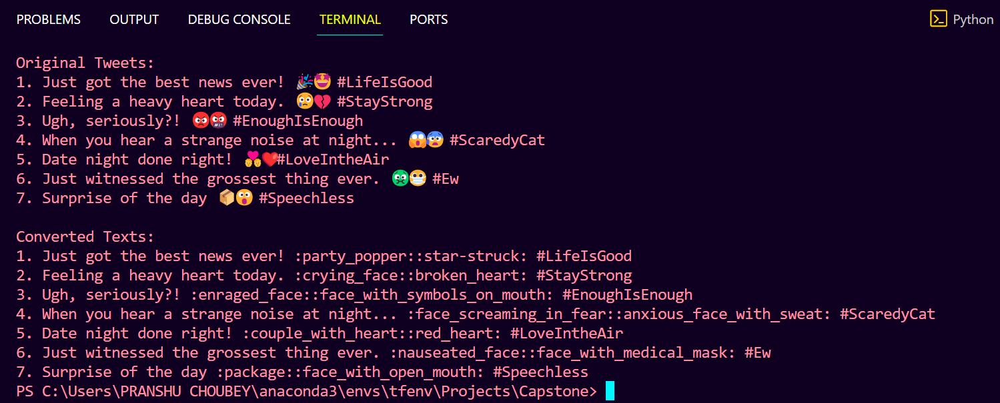 PROBLEMS OUTPUT DEBUG CONSOLE TERMINAL PORTS Python
Original Tweets:
1. Just got the best news ever! 🎉🤩 #LifeIsGood
2. Feeling a heavy heart today. 😢💔 #StayStrong
3. Ugh, seriously?! 😡🤬 #EnoughIsEnough
4. When you hear a strange noise at night... 😱😰 #ScaredyCat
5. Date night done right! 💑❤️#LoveIntheAir
6. Just witnessed the grossest thing ever. 🤢😷 #Ew
7. Surprise of the day 📦😮 #Speechless
Converted Texts:
1. Just got the best news ever! :party_popper::star-struck: #LifeIsGood
2. Feeling a heavy heart today. :crying_face::broken_heart: #StayStrong
3. Ugh, seriously?! :enraged_face::face_with_symbols_on_mouth: #EnoughIsEnough
4. When you hear a strange noise at night... :face_screaming_in_fear::anxious_face_with_sweat: #ScaredyCat
5. Date night done right! :couple_with_heart::red_heart: #LoveIntheAir
6. Just witnessed the grossest thing ever. :nauseated_face::face_with_medical_mask: #Ew
7. Surprise of the day :package::face_with_open_mouth: #Speechless
PS C:\Users\PRANSHU CHOUBEY\anaconda3\envs\tfenv\Projects\Capstone>